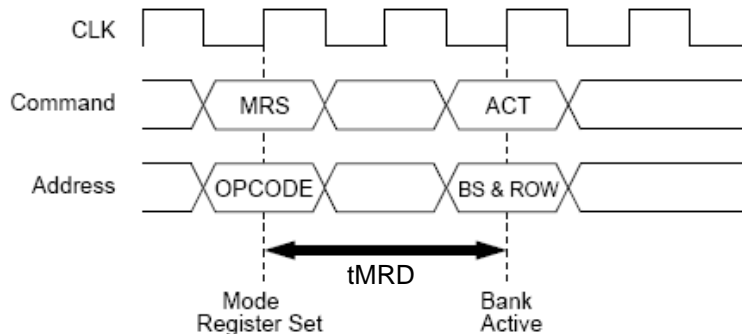 CLK
Command
MRS
ACT
Address
OPCODE
BS & ROW
tMRD
Mode
Register Set
Bank
Active